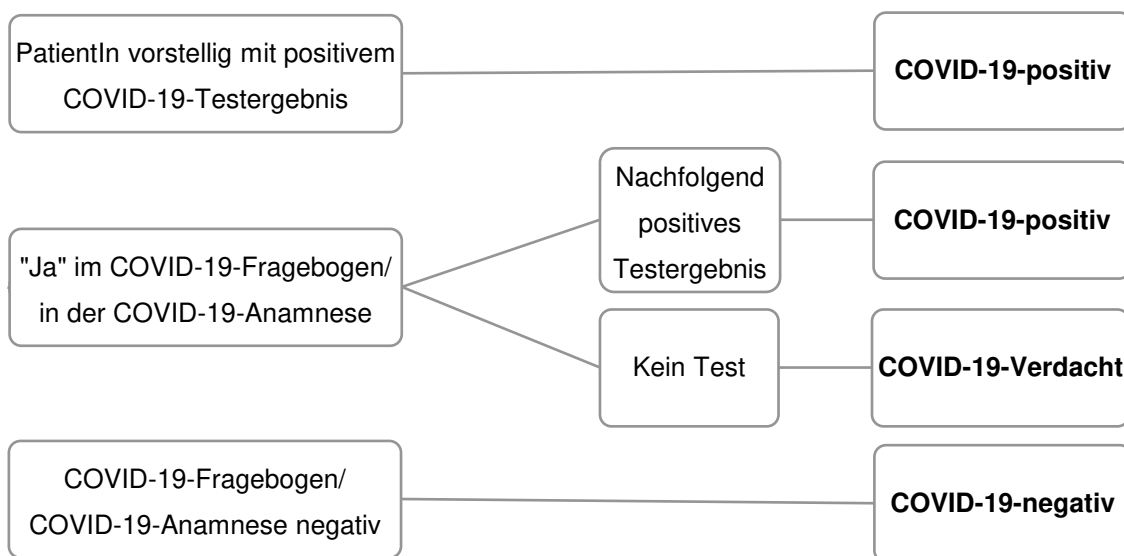 PatientIn vorstellig mit positivem
COVID-19-Testergebnis
COVID-19-positiv
"Ja" im COVID-19-Fragebogen/
in der COVID-19-Anamnese
Nachfolgend
positives
Testergebnis
COVID-19-positiv
Kein Test
COVID-19-Verdacht
COVID-19-Fragebogen/
COVID-19-Anamnese negativ
COVID-19-negativ